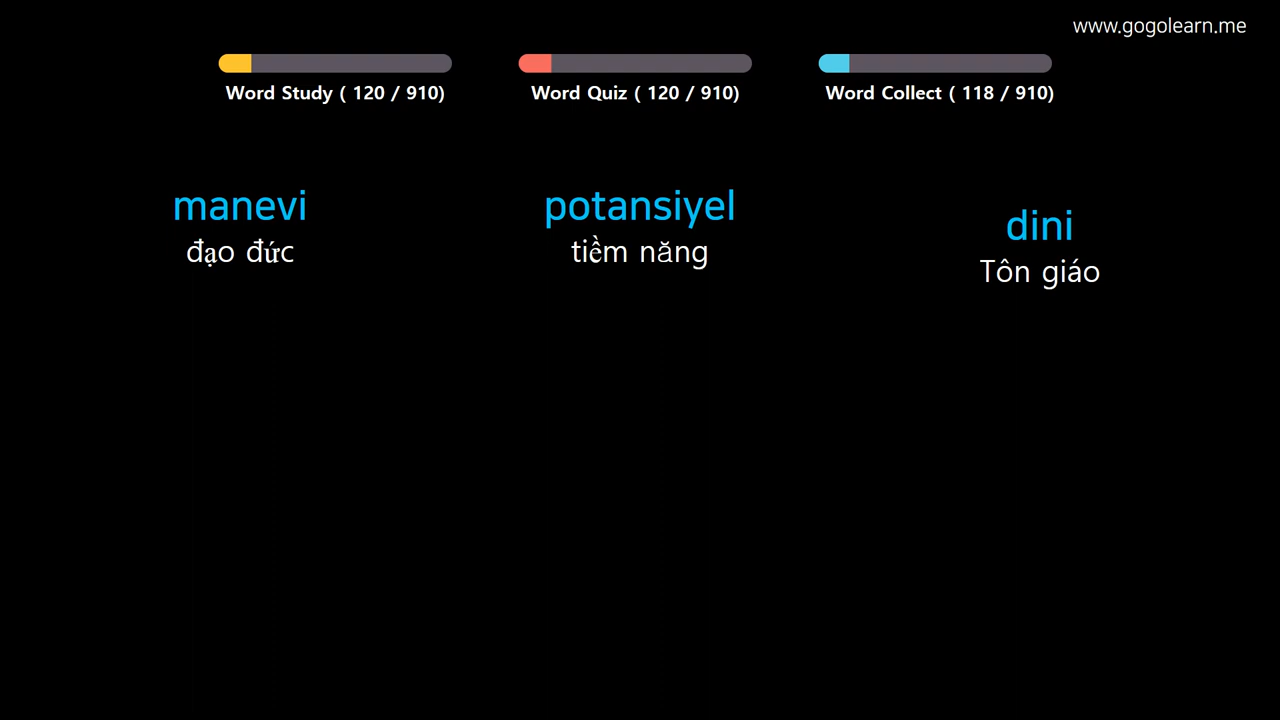 www.gogolearn.me
Word Study ( 120 / 910)
Word Quiz ( 120 / 910)
Word Collect ( 118 / 910)
manevi
đạo đức
potansiyel
tiềm năng
dini
Tôn giáo